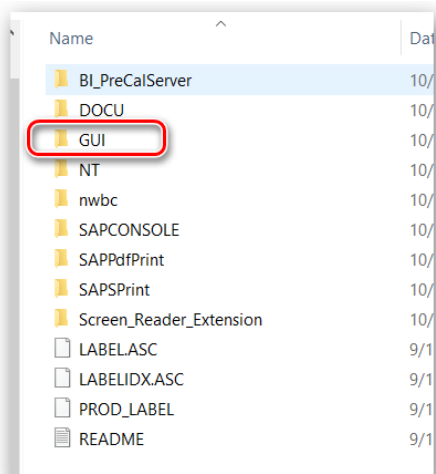 Name Dat
BI_PreCalServer 10/
DOCU 10/
GUI 10/
NT 10/
nwbc 10/
SAPCONSOLE 10/
SAPPdfPrint 10/
SAPSPrint 10/
Screen_Reader_Extension 10/
LABEL.ASC 9/1
LABELIDX.ASC 9/1
PROD_LABEL 9/1
README 9/1